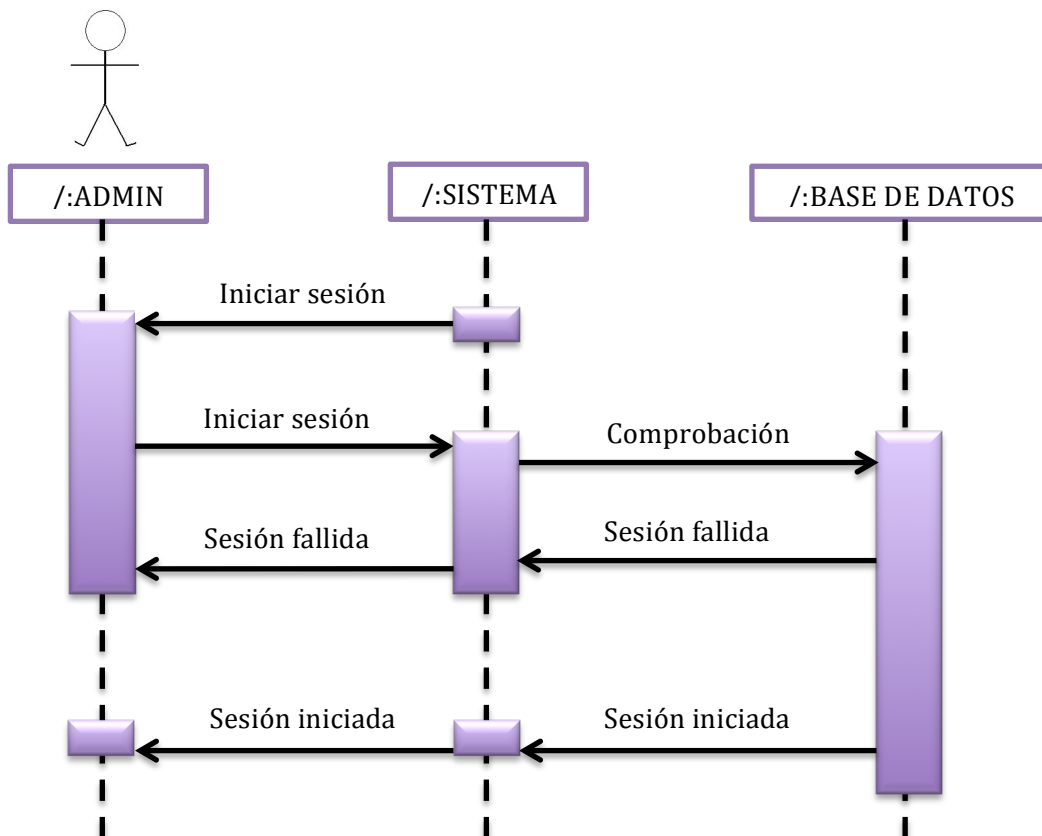 /:ADMIN
/:SISTEMA
/:BASE DE DATOS
Iniciar sesión
Iniciar sesión
Comprobación
Sesión fallida
Sesión fallida
Sesión iniciada
Sesión iniciada